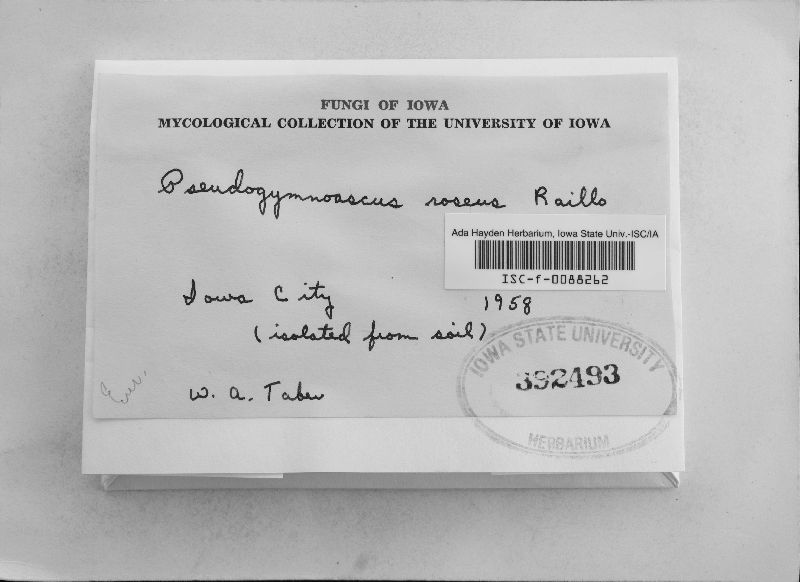 FUNGI OF IOWA
MYCOLOGICAL COLLECTION OF THE UNIVERSITY OF IOWA
Pseudogymnoascus roseus Raillo
Ada Hayden Herbarium, Iowa State Univ.-ISC/IA
ISC-f-0088262
Iowa City 1958
(isolated from soil)
W. A. Taber
IOWA STATE UNIVERSITY
392493
HERBARIUM